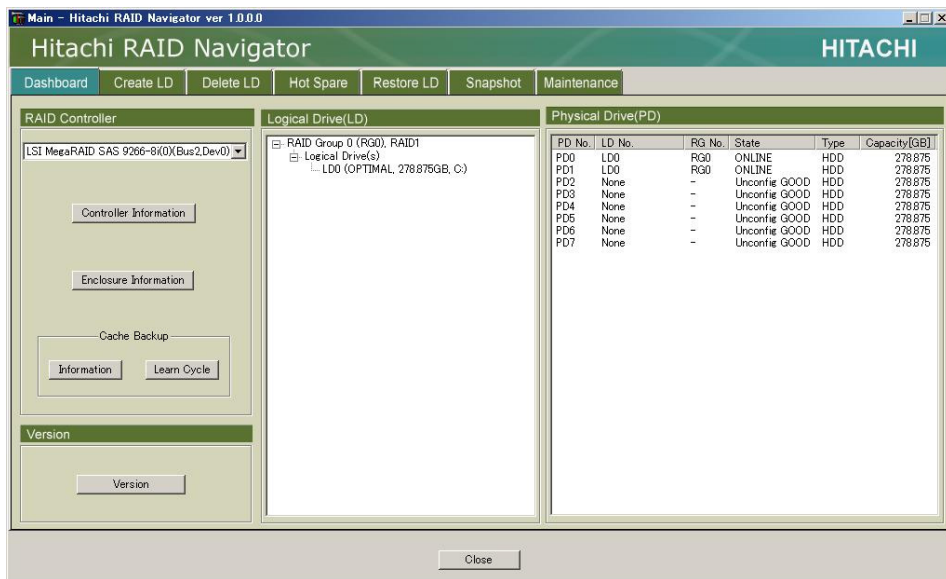 Main - Hitachi RAID Navigator ver 1.0.0.0
Hitachi RAID Navigator
HITACHI
Dashboard Create LD Delete LD Hot Spare Restore LD Snapshot Maintenance
RAID Controller
LSI MegaRAID SAS 9266-8i(0)(Bus2,Dev0)
Controller Information
Enclosure Information
Cache Backup
Information Learn Cycle
Version
Version
Logical Drive(LD)
RAID Group 0 (RG0), RAID1
Logical Drive(s)
LD0 (OPTIMAL, 278.875GB, C:)
Physical Drive(PD)
PD No. LD No. RG No. State Type Capacity[GB]
PD0 LD0 RG0 ONLINE HDD 278.875
PD1 LD0 RG0 ONLINE HDD 278.875
PD2 None - Unconfig GOOD HDD 278.875
PD3 None - Unconfig GOOD HDD 278.875
PD4 None - Unconfig GOOD HDD 278.875
PD5 None - Unconfig GOOD HDD 278.875
PD6 None - Unconfig GOOD HDD 278.875
PD7 None - Unconfig GOOD HDD 278.875
Close